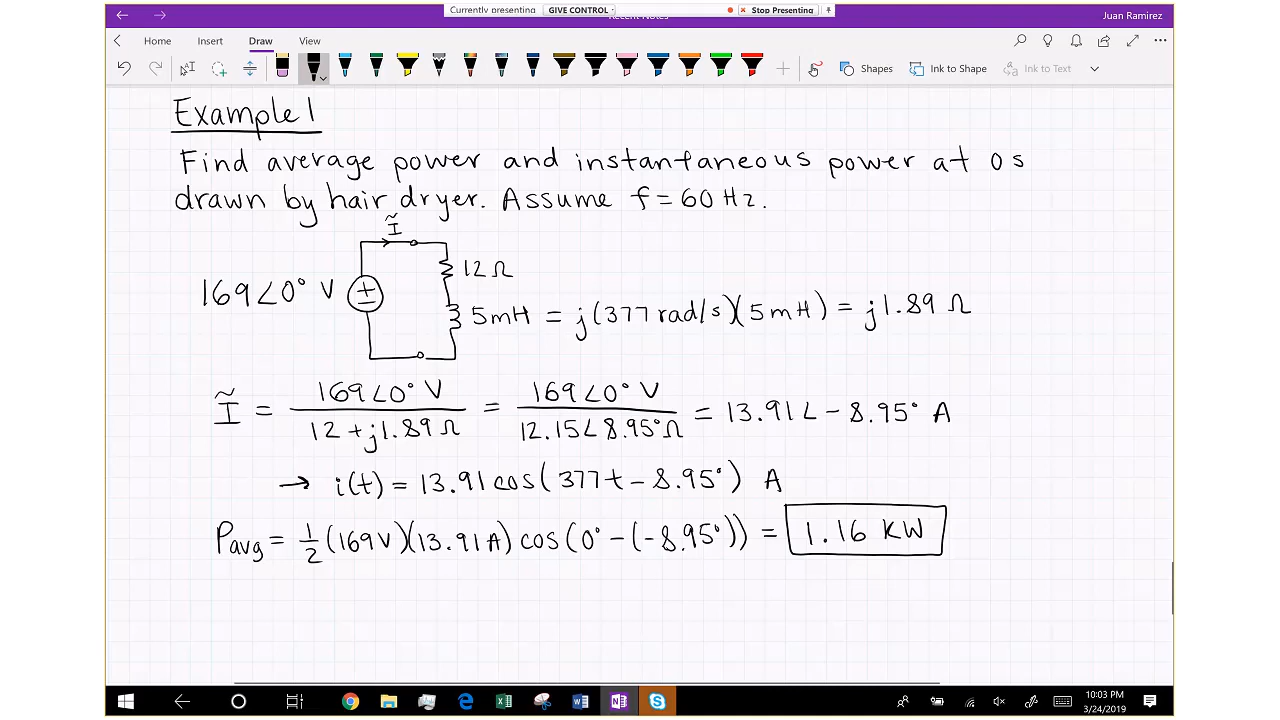 Currently presenting GIVE CONTROL Stop Presenting
Recent Notes
Juan Ramirez
Home Insert Draw View
Shapes Ink to Shape Ink to Text
Example 1
Find average power and instantaneous power at 0 s
drawn by hair dryer. Assume f = 60 Hz.
Ĩ
12 Ω
169∠0° V
+
−
5mH = j(377 rad/s)(5mH) = j1.89 Ω
Ĩ = 169∠0° V / 12 + j1.89 Ω = 169∠0° V / 12.15∠8.95° Ω = 13.91∠-8.95° A
→ i(t) = 13.91 cos(377t - 8.95°) A
Pavg = 1/2 (169V)(13.91A) cos(0° - (-8.95°)) = 1.16 KW
10:03 PM
3/24/2019